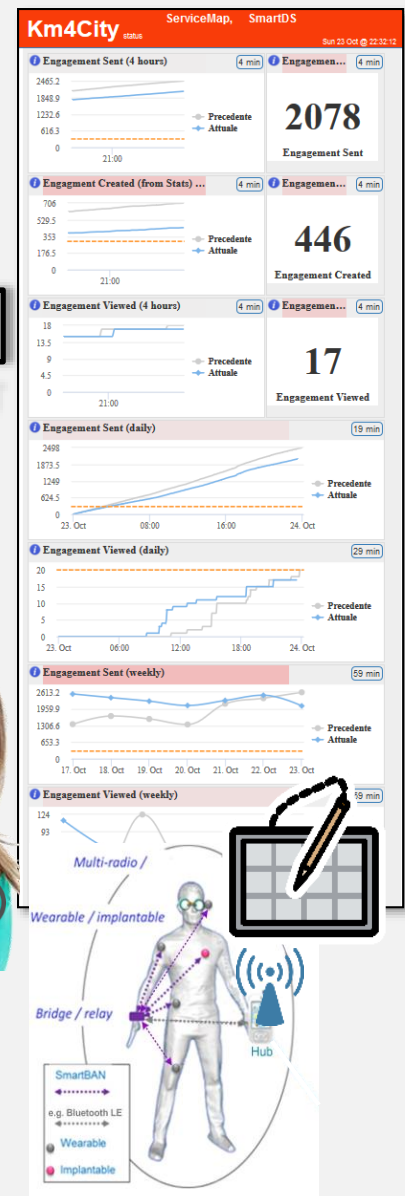 Km4City status
ServiceMap, SmartDS
Sun 23 Oct @ 22:32:12
Engagement Sent (4 hours)
4 min
Engagemen...
4 min
2465.2
1848.9
1232.6
616.3
0
21:00
Precedente
Attuale
2078
Engagement Sent
Engagment Created (from Stats) ...
4 min
Engagemen...
4 min
706
529.5
353
176.5
0
21:00
Precedente
Attuale
446
Engagement Created
Engagement Viewed (4 hours)
4 min
Engagemen...
4 min
18
13.5
9
4.5
0
21:00
Precedente
Attuale
17
Engagement Viewed
Engagement Sent (daily)
19 min
2498
1873.5
1249
624.5
0
23. Oct
08:00
16:00
24. Oct
Precedente
Attuale
Engagement Viewed (daily)
29 min
20
15
10
5
0
23. Oct
06:00
12:00
18:00
24. Oct
Precedente
Attuale
Engagement Sent (weekly)
59 min
2613.2
1959.9
1306.6
653.3
0
17. Oct
18. Oct
19. Oct
20. Oct
21. Oct
22. Oct
23. Oct
Precedente
Attuale
Engagement Viewed (weekly)
59 min
124
93
Multi-radio /
Wearable / implantable
Bridge / relay
Hub
SmartBAN
e.g. Bluetooth LE
Wearable
Implantable